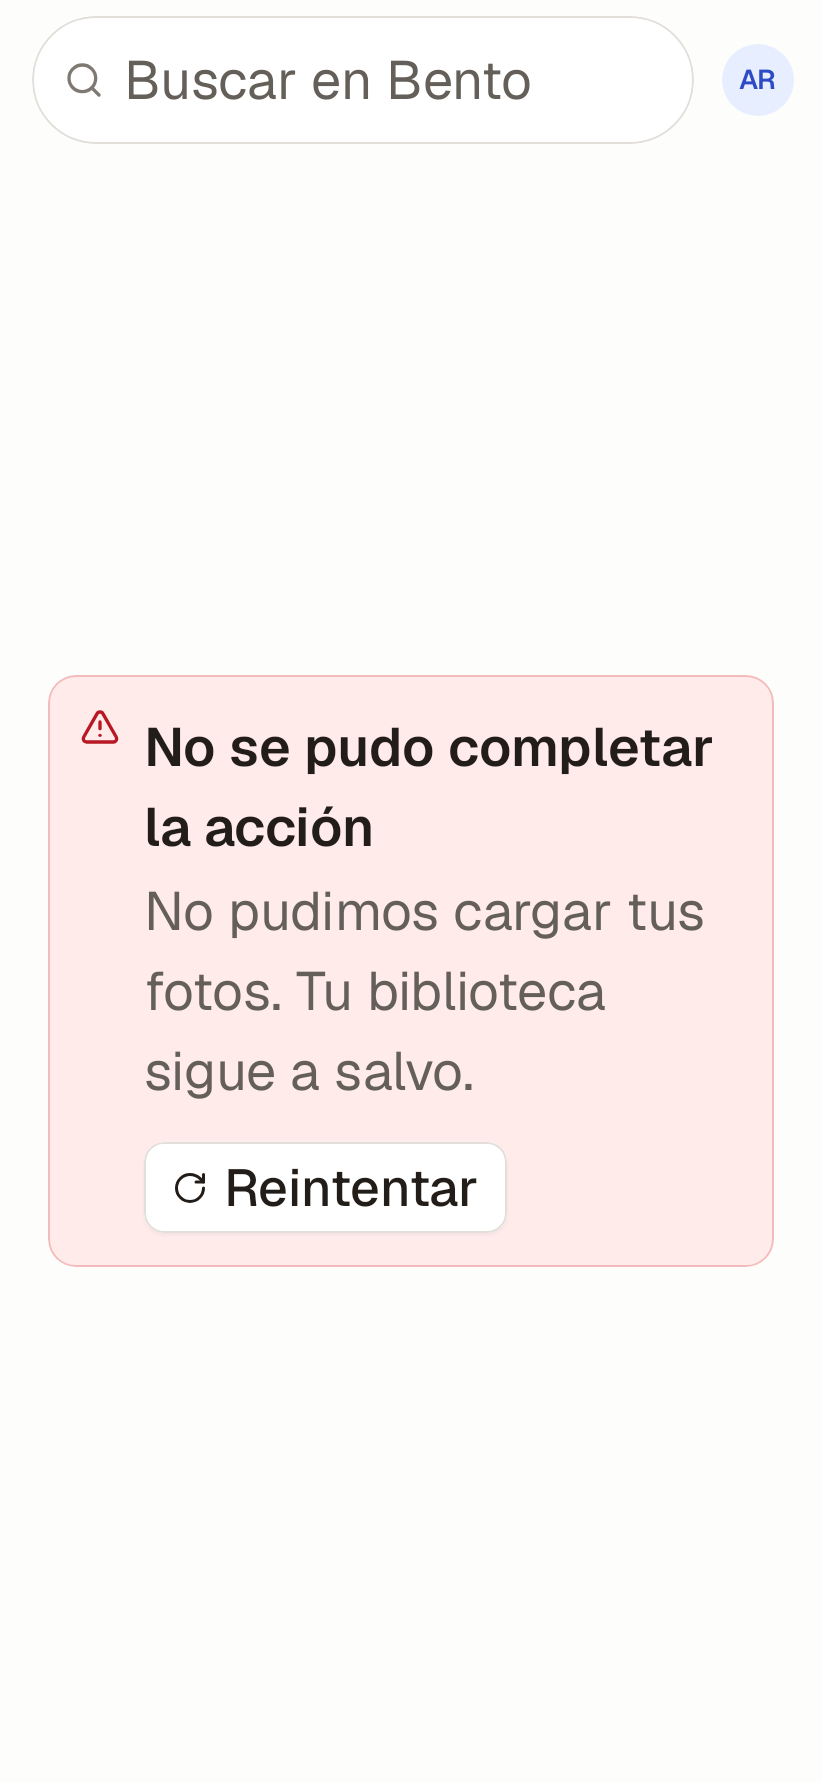 Buscar en Bento
AR
No se pudo completar
la acción
No pudimos cargar tus
fotos. Tu biblioteca
sigue a salvo.
Reintentar